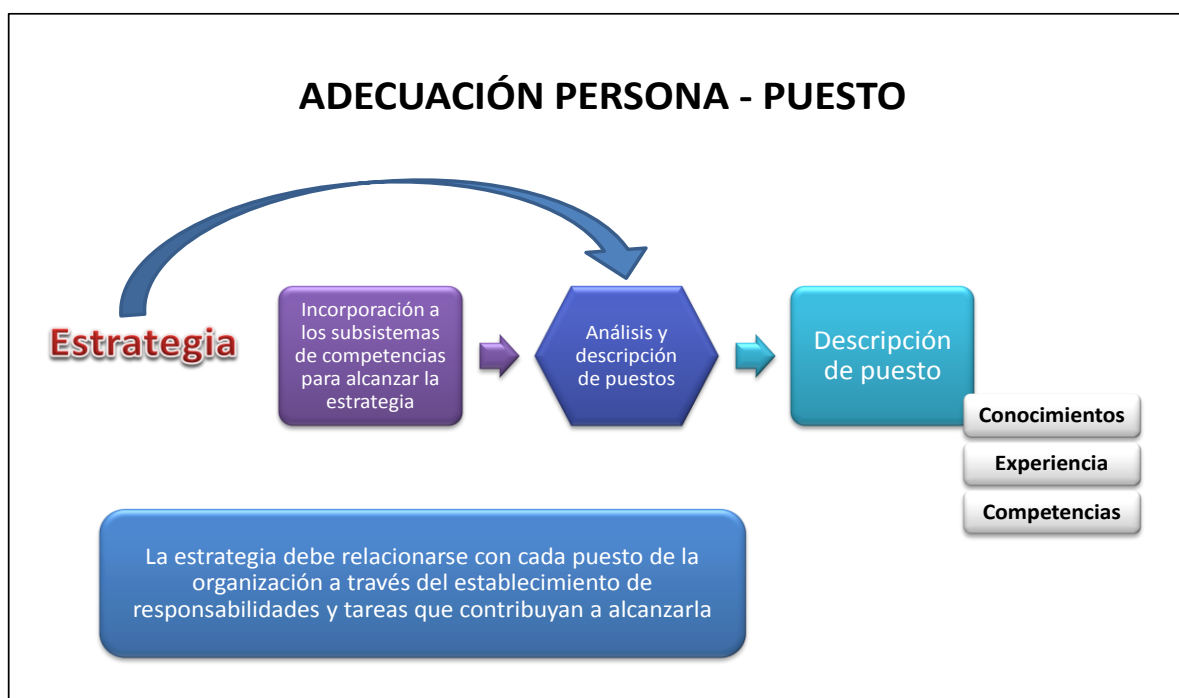 ADECUACIÓN PERSONA - PUESTO
Estrategia
Incorporación a
los subsistemas
de competencias
para alcanzar la
estrategia
Análisis y
descripción
de puestos
Descripción
de puesto
Conocimientos
Experiencia
Competencias
La estrategia debe relacionarse con cada puesto de la
organización a través del establecimiento de
responsabilidades y tareas que contribuyan a alcanzarla